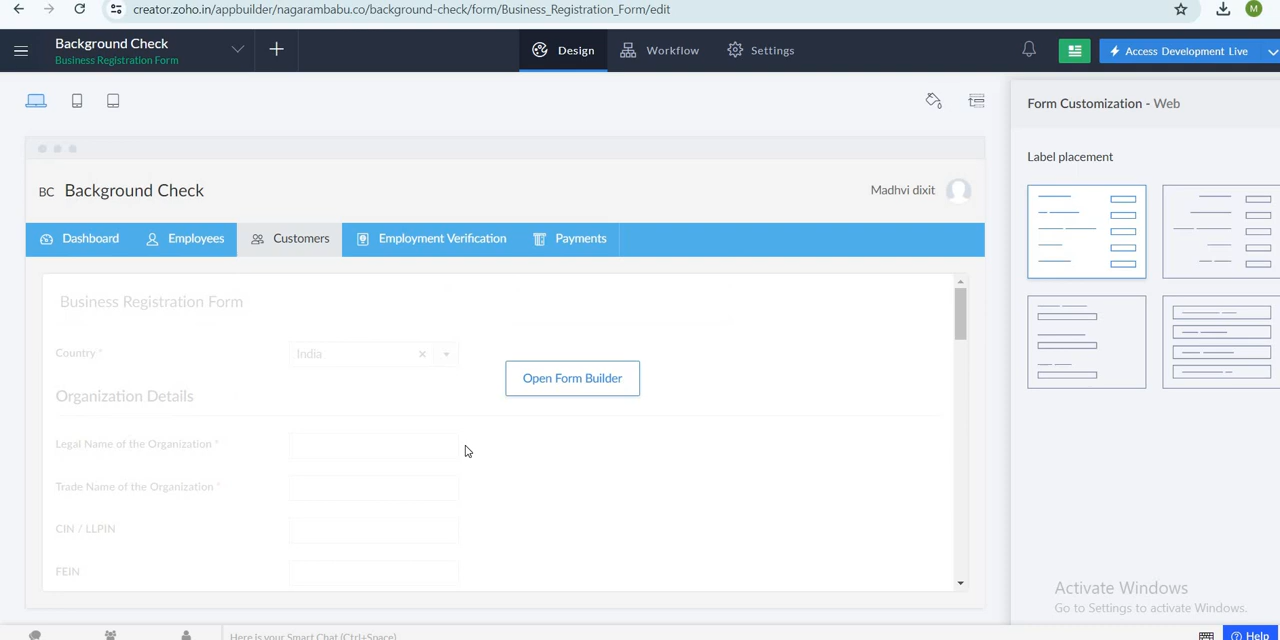 creator.zoho.in/appbuilder/nagarambabu.co/background-check/form/Business_Registration_Form/edit
M
Background Check
Business Registration Form
Design
Workflow
Settings
Access Development Live
Form Customization - Web
Label placement
BC Background Check
Madhvi dixit
Dashboard
Employees
Customers
Employment Verification
Payments
Business Registration Form
Country *
India
Open Form Builder
Organization Details
Legal Name of the Organization *
Trade Name of the Organization *
CIN / LLPIN
FEIN
Activate Windows
Go to Settings to activate Windows.
Here is your Smart Chat (Ctrl+Space)
Help